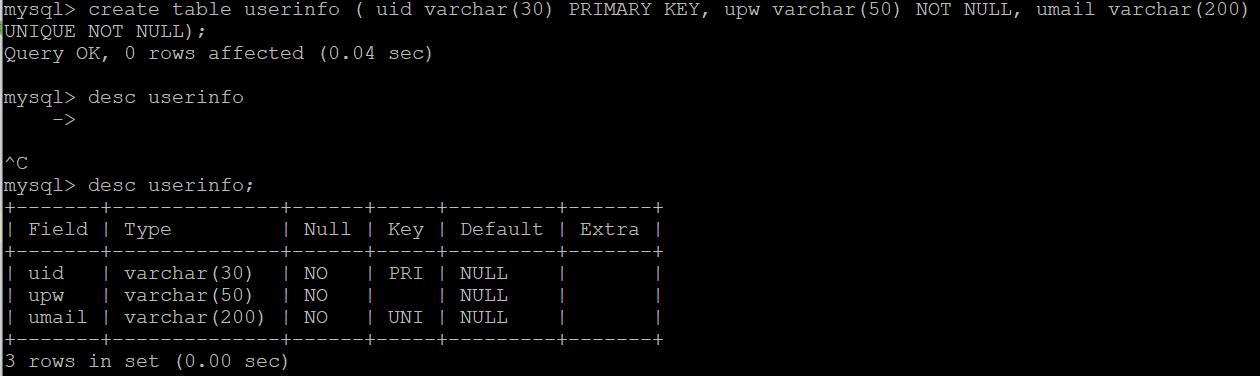 mysql> create table userinfo ( uid varchar(30) PRIMARY KEY, upw varchar(50) NOT NULL, umail varchar(200)
UNIQUE NOT NULL);
Query OK, 0 rows affected (0.04 sec)
mysql> desc userinfo
    ->
^C
mysql> desc userinfo;
+-------+--------------+------+-----+---------+-------+
| Field | Type         | Null | Key | Default | Extra |
+-------+--------------+------+-----+---------+-------+
| uid   | varchar(30)  | NO   | PRI | NULL    |       |
| upw   | varchar(50)  | NO   |     | NULL    |       |
| umail | varchar(200) | NO   | UNI | NULL    |       |
+-------+--------------+------+-----+---------+-------+
3 rows in set (0.00 sec)